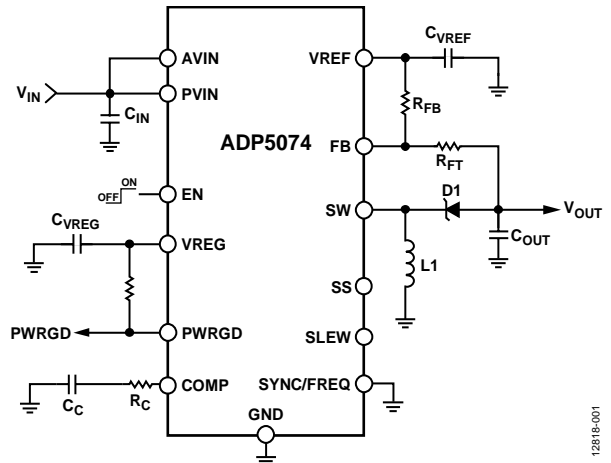 CVREF
AVIN
VREF
VIN
PVIN
RFB
CIN
ADP5074
FB
RFT
ON
OFF
EN
D1
SW
VOUT
CVREG
VREG
COUT
L1
SS
PWRGD
PWRGD
SLEW
COMP
SYNC/FREQ
CC
RC
GND
12818-001